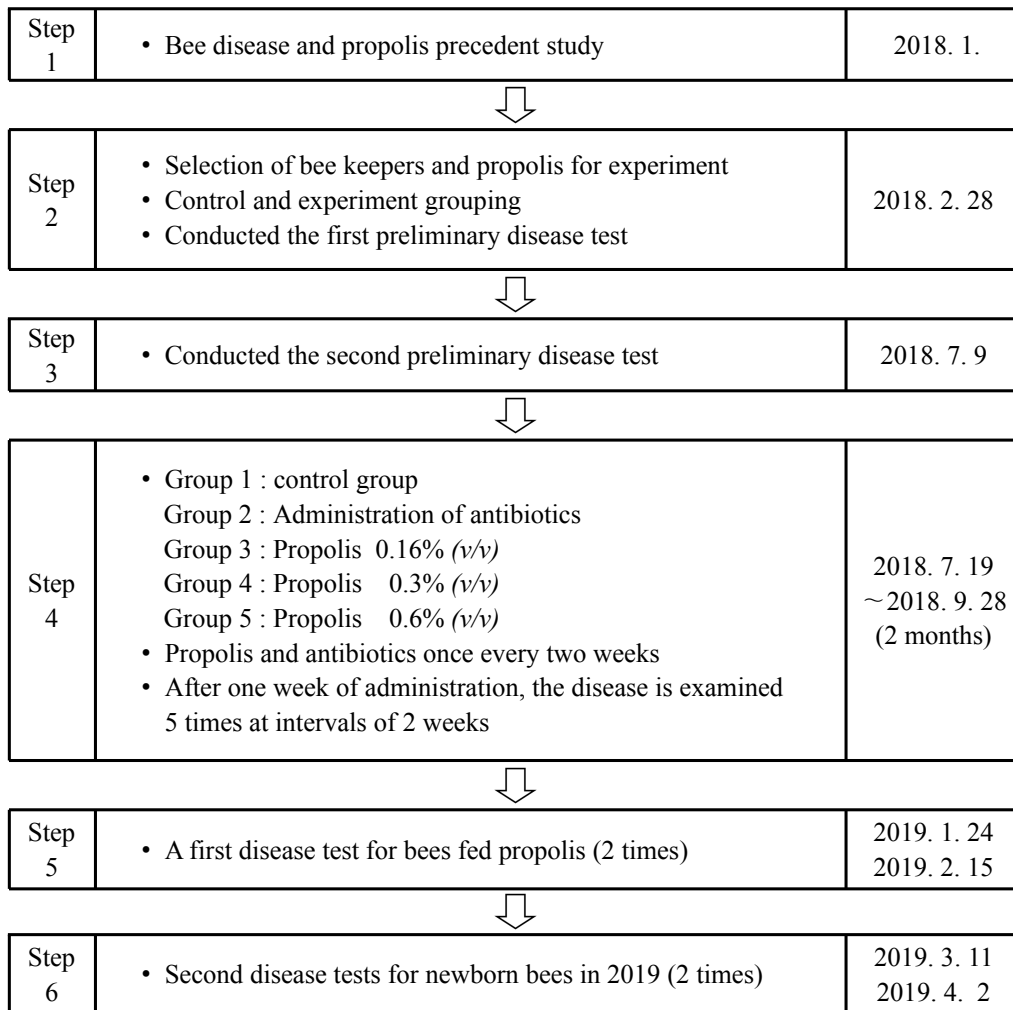 Step
1
• Bee disease and propolis precedent study
2018. 1.
Step
2
• Selection of bee keepers and propolis for experiment
• Control and experiment grouping
• Conducted the first preliminary disease test
2018. 2. 28
Step
3
• Conducted the second preliminary disease test
2018. 7. 9
Step
4
• Group 1 : control group
Group 2 : Administration of antibiotics
Group 3 : Propolis 0.16% (v/v)
Group 4 : Propolis 0.3% (v/v)
Group 5 : Propolis 0.6% (v/v)
• Propolis and antibiotics once every two weeks
• After one week of administration, the disease is examined
5 times at intervals of 2 weeks
2018. 7. 19
~2018. 9. 28
(2 months)
Step
5
• A first disease test for bees fed propolis (2 times)
2019. 1. 24
2019. 2. 15
Step
6
• Second disease tests for newborn bees in 2019 (2 times)
2019. 3. 11
2019. 4. 2